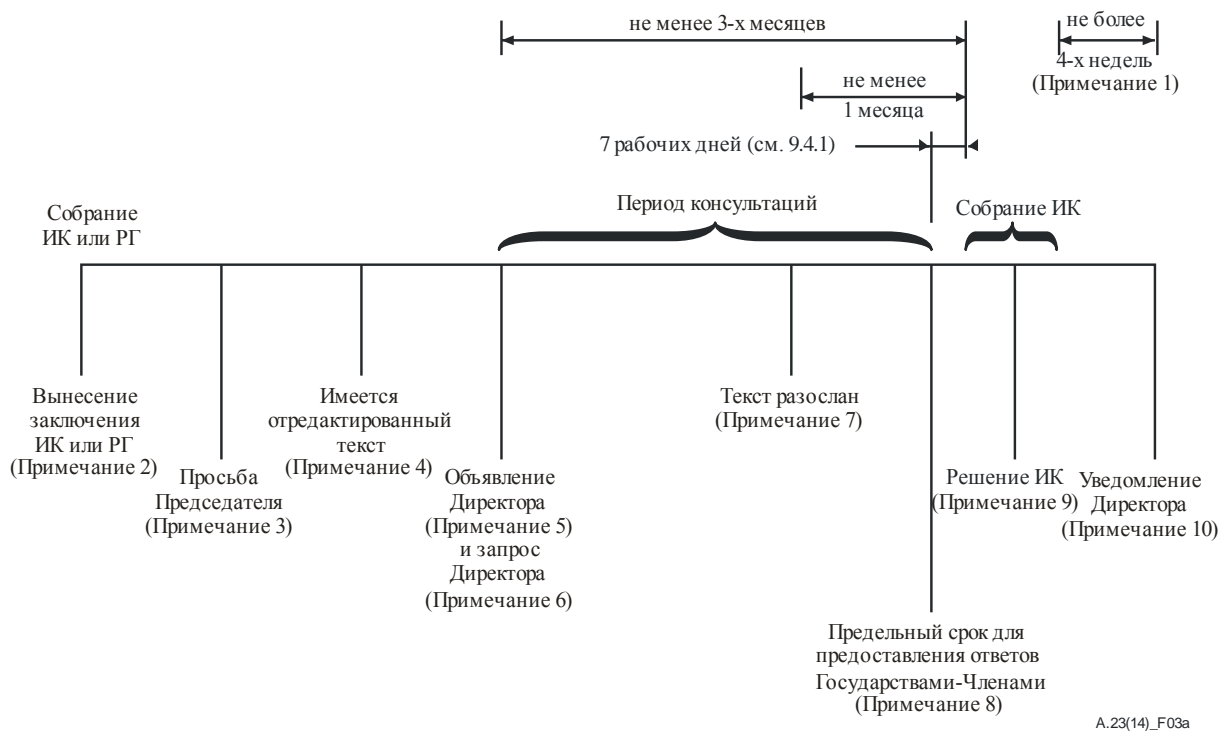 не менее 3-х месяцев
не более
4-х недель
(Примечание 1)
не менее
1 месяца
7 рабочих дней (см. 9.4.1)
Период консультаций
Собрание ИК
Собрание
ИК или РГ
Вынесение
заключения
ИК или РГ
(Примечание 2)
Просьба
Председателя
(Примечание 3)
Имеется
отредактированный
текст
(Примечание 4)
Объявление
Директора
(Примечание 5)
и запрос
Директора
(Примечание 6)
Текст разослан
(Примечание 7)
Предельный срок для
предоставления ответов
Государствами-Членами
(Примечание 8)
Решение ИК
(Примечание 9)
Уведомление
Директора
(Примечание 10)
A.23(14)_F03a